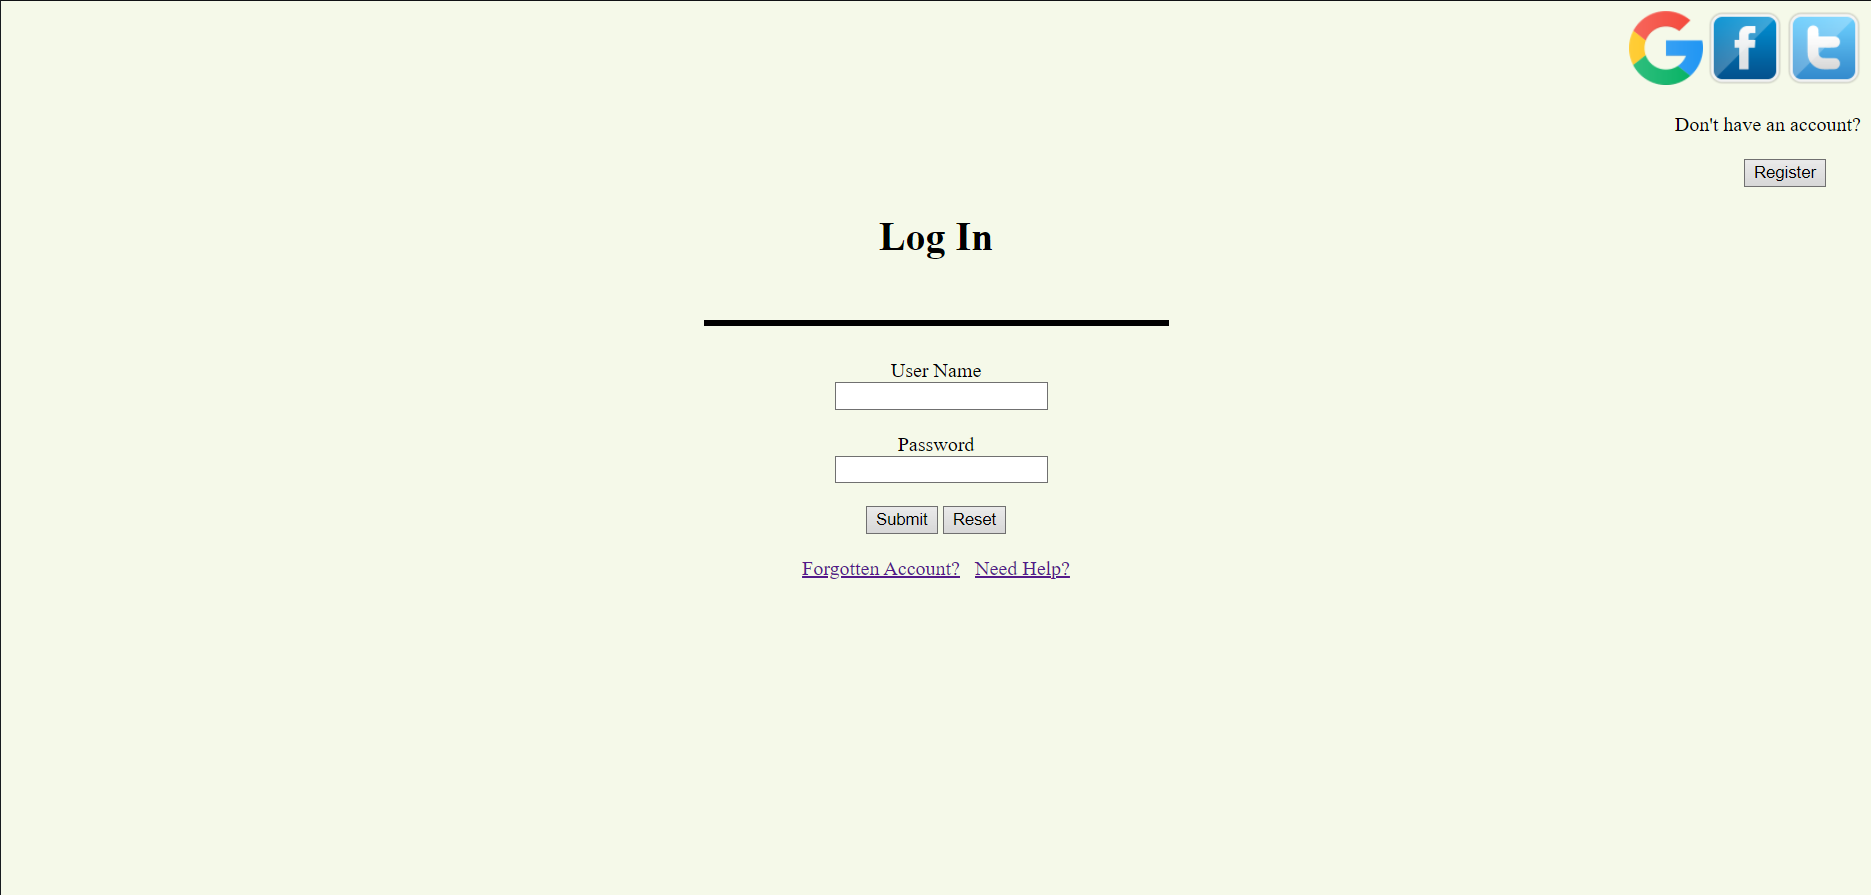 Don't have an account?
Register
Log In
User Name
Password
Submit Reset
Forgotten Account? Need Help?